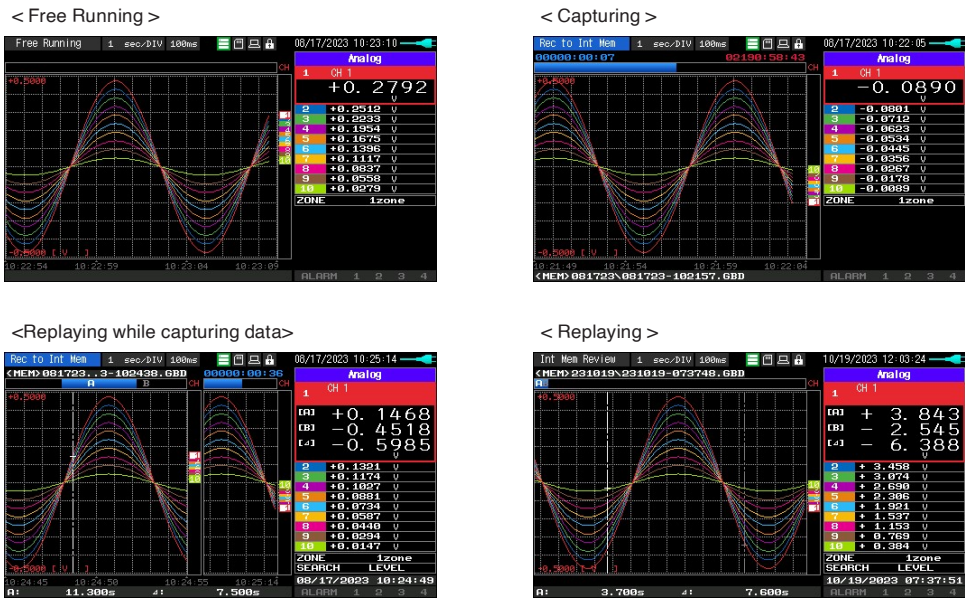 < Free Running >
Free Running 1 sec/DIV 100ms 08/17/2023 10:23:10
Analog
CH
1 CH 1
+0. 2792
V
+0.5000
2 +0.2512 V
3 +0.2233 V
4 +0.1954 V
5 +0.1675 V
6 +0.1396 V
7 +0.1117 V
8 +0.0837 V
9 +0.0558 V
10 +0.0279 V
ZONE 1zone
-0.5000 [ V ]
10:22:54 10:22:59 10:23:04 10:23:09
ALARM 1 2 3 4
< Capturing >
Rec to Int Mem 1 sec/DIV 100ms 08/17/2023 10:22:05
00000:00:07 02190:58:43
Analog
CH
1 CH 1
-0. 0890
V
+0.5000
2 -0.0801 V
3 -0.0712 V
4 -0.0623 V
5 -0.0534 V
6 -0.0445 V
7 -0.0356 V
8 -0.0267 V
9 -0.0178 V
10 -0.0089 V
ZONE 1zone
-0.5000 [ V ]
10:21:49 10:21:54 10:21:59 10:22:04
<MEM>081723\081723-102157.GBD
ALARM 1 2 3 4
<Replaying while capturing data>
Rec to Int Mem 1 sec/DIV 100ms 08/17/2023 10:25:14
<MEM>081723..3-102438.GBD 00000:00:36
Analog
A B CH CH
1 CH 1
+0.5000
[A] +0. 1468
[B] -0. 4518
[⊿] -0. 5985
V
2 +0.1321 V
3 +0.1174 V
4 +0.1027 V
5 +0.0881 V
6 +0.0734 V
7 +0.0587 V
8 +0.0440 V
9 +0.0294 V
10 +0.0147 V
ZONE 1zone
SEARCH LEVEL
-0.5000 [ V ]
10:24:45 10:24:50 10:24:55 10:25:14
08/17/2023 10:24:49
A: 11.300s ⊿: 7.500s
ALARM 1 2 3 4
< Replaying >
Int Mem Review 1 sec/DIV 100ms 10/19/2023 12:03:24
<MEM>231019\231019-073748.GBD
Analog
A CH
1 CH 1
[A] + 3. 843
[B] - 2. 545
[⊿] - 6. 388
V
2 + 3.458 V
3 + 3.074 V
4 + 2.690 V
5 + 2.306 V
6 + 1.921 V
7 + 1.537 V
8 + 1.153 V
9 + 0.769 V
10 + 0.384 V
ZONE 1zone
SEARCH LEVEL
10/19/2023 07:37:51
A: 3.700s ⊿: 7.600s
ALARM 1 2 3 4